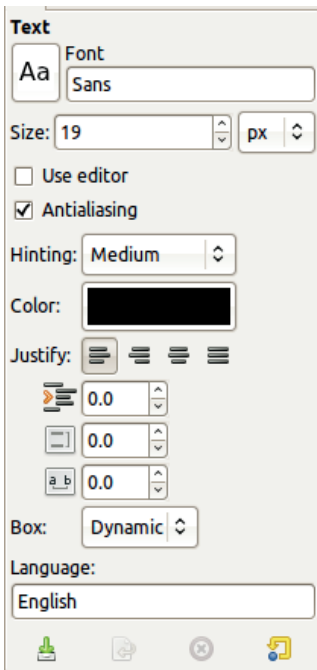 Text
Font
Aa
Sans
Size: 19 px
Use editor
Antialiasing
Hinting: Medium
Color:
Justify:
0.0
0.0
a_b 0.0
Box: Dynamic
Language:
English